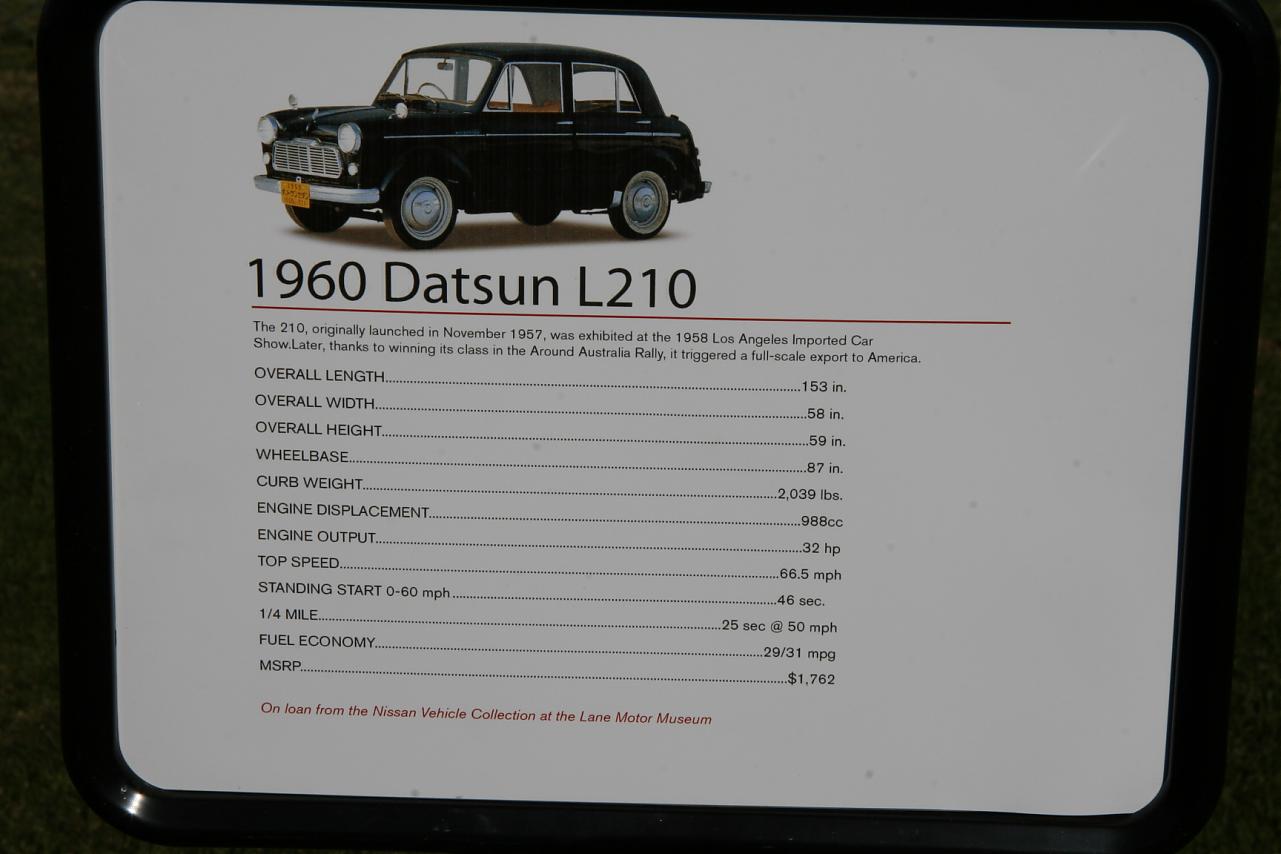 1960 Datsun L210
The 210, originally launched in November 1957, was exhibited at the 1958 Los Angeles Imported Car
Show.Later, thanks to winning its class in the Around Australia Rally, it triggered a full-scale export to America.
OVERALL LENGTH...153 in.
OVERALL WIDTH...58 in.
OVERALL HEIGHT...59 in.
WHEELBASE...87 in.
CURB WEIGHT...2,039 lbs.
ENGINE DISPLACEMENT...988cc
ENGINE OUTPUT...32 hp
TOP SPEED...66.5 mph
STANDING START 0-60 mph...46 sec.
1/4 MILE...25 sec @ 50 mph
FUEL ECONOMY...29/31 mpg
MSRP...$1,762
On loan from the Nissan Vehicle Collection at the Lane Motor Museum